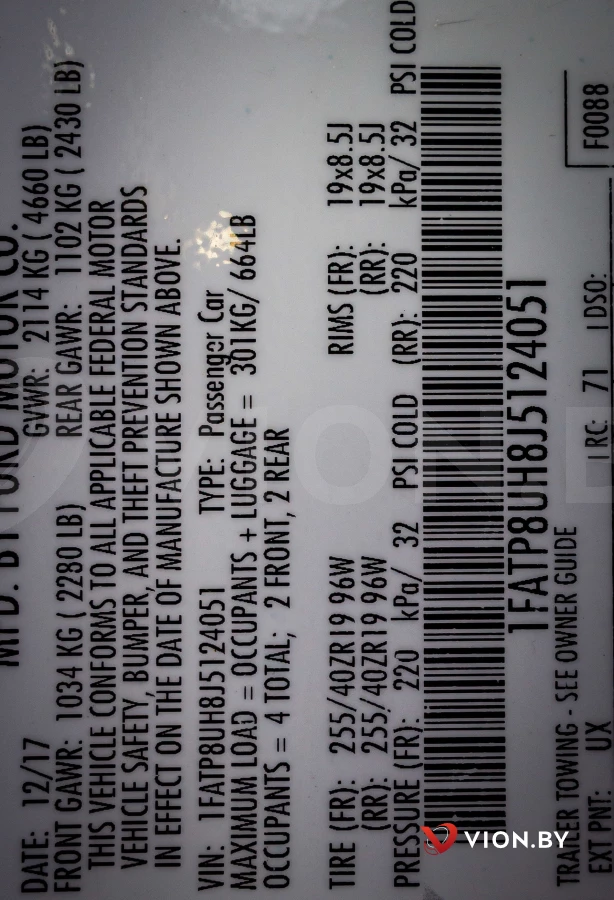 MFD. BY FORD MOTOR CO.
DATE: 12/17 GVWR: 2114 KG ( 4660 LB)
FRONT GAWR: 1034 KG ( 2280 LB) REAR GAWR: 1102 KG ( 2430 LB)
THIS VEHICLE CONFORMS TO ALL APPLICABLE FEDERAL MOTOR
VEHICLE SAFETY, BUMPER, AND THEFT PREVENTION STANDARDS
IN EFFECT ON THE DATE OF MANUFACTURE SHOWN ABOVE.
VIN: 1FATP8UH8J5124051 TYPE: Passenger Car
MAXIMUM LOAD = OCCUPANTS + LUGGAGE = 301KG/ 664LB
OCCUPANTS = 4 TOTAL; 2 FRONT, 2 REAR
TIRE (FR): 255/40ZR19 96W RIMS (FR): 19x8.5J
(RR): 255/40ZR19 96W (RR): 19x8.5J
PRESSURE (FR): 220 kPa/ 32 PSI COLD (RR): 220 kPa/ 32 PSI COLD
1FATP8UH8J5124051
TRAILER TOWING - SEE OWNER GUIDE
F0088
EXT PNT: UX RC: 71 DSO:
VION.BY